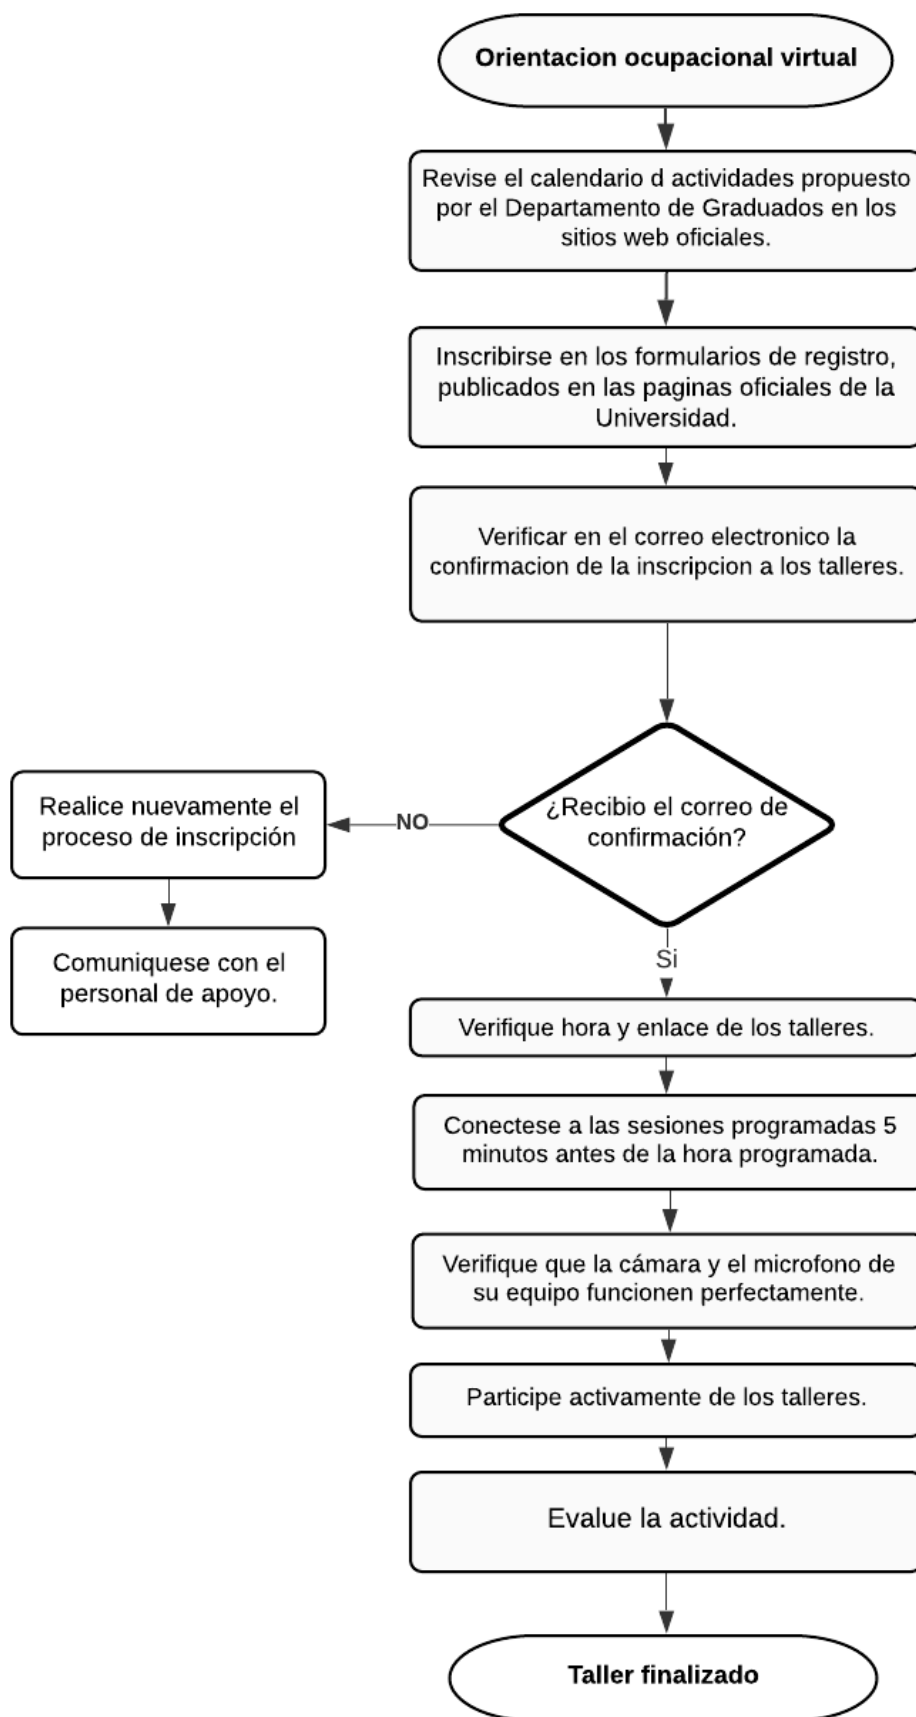 Orientacion ocupacional virtual
Revise el calendario d actividades propuesto
por el Departamento de Graduados en los
sitios web oficiales.
Inscribirse en los formularios de registro,
publicados en las paginas oficiales de la
Universidad.
Verificar en el correo electronico la
confirmacion de la inscripcion a los talleres.
¿Recibio el correo de
confirmación?
NO
Realice nuevamente el
proceso de inscripción
Comuniquese con el
personal de apoyo.
Si
Verifique hora y enlace de los talleres.
Conectese a las sesiones programadas 5
minutos antes de la hora programada.
Verifique que la cámara y el microfono de
su equipo funcionen perfectamente.
Participe activamente de los talleres.
Evalue la actividad.
Taller finalizado